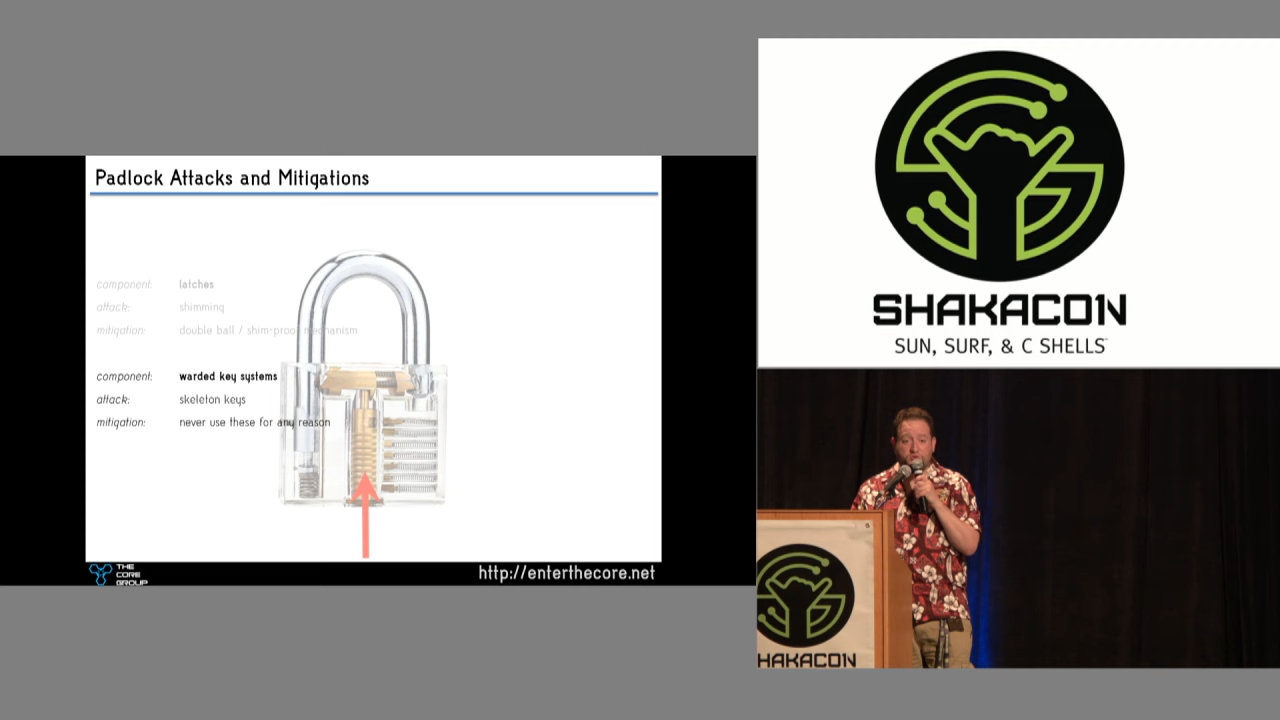 Padlock Attacks and Mitigations
component: latches
attack: shimming
mitigation: double ball / shim-proof mechanism
component: warded key systems
attack: skeleton keys
mitigation: never use these for any reason
THE
CORE
GROUP
http://enterthecore.net
SHAKACON
SUN, SURF, & C SHELLS
HAKACON